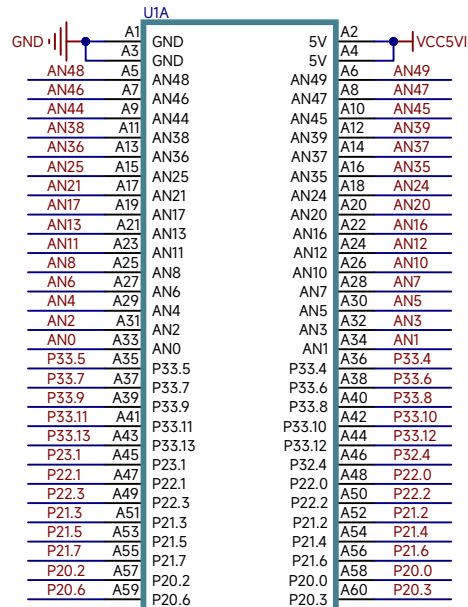 U1A
GND A1 GND 5V A2 VCC5VI
A3 GND 5V A4
AN48 A5 AN48 AN49 A6 AN49
AN46 A7 AN46 AN47 A8 AN47
AN44 A9 AN44 AN45 A10 AN45
AN38 A11 AN38 AN39 A12 AN39
AN36 A13 AN36 AN37 A14 AN37
AN25 A15 AN25 AN35 A16 AN35
AN21 A17 AN21 AN24 A18 AN24
AN17 A19 AN17 AN20 A20 AN20
AN13 A21 AN13 AN16 A22 AN16
AN11 A23 AN11 AN12 A24 AN12
AN8 A25 AN8 AN10 A26 AN10
AN6 A27 AN6 AN7 A28 AN7
AN4 A29 AN4 AN5 A30 AN5
AN2 A31 AN2 AN3 A32 AN3
AN0 A33 AN0 AN1 A34 AN1
P33.5 A35 P33.5 P33.4 A36 P33.4
P33.7 A37 P33.7 P33.6 A38 P33.6
P33.9 A39 P33.9 P33.8 A40 P33.8
P33.11 A41 P33.11 P33.10 A42 P33.10
P33.13 A43 P33.13 P33.12 A44 P33.12
P23.1 A45 P23.1 P32.4 A46 P32.4
P22.1 A47 P22.1 P22.0 A48 P22.0
P22.3 A49 P22.3 P22.2 A50 P22.2
P21.3 A51 P21.3 P21.2 A52 P21.2
P21.5 A53 P21.5 P21.4 A54 P21.4
P21.7 A55 P21.7 P21.6 A56 P21.6
P20.2 A57 P20.2 P20.0 A58 P20.0
P20.6 A59 P20.6 P20.3 A60 P20.3